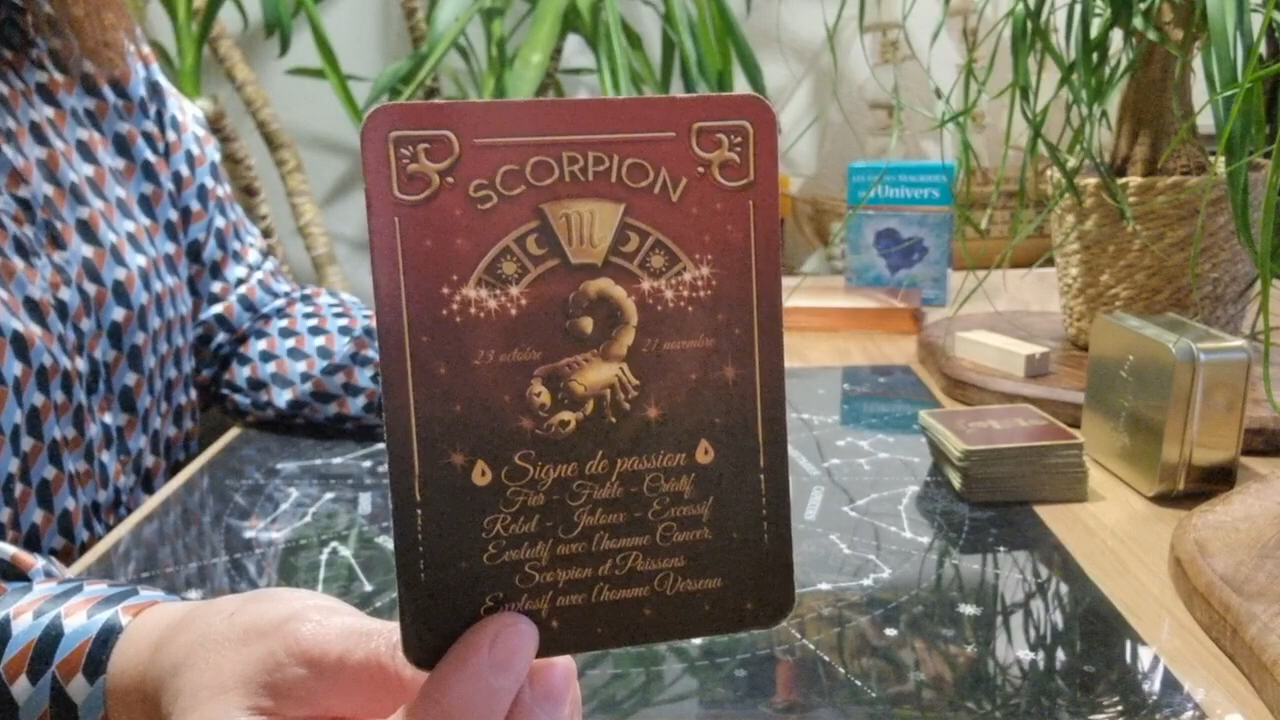 SCORPION
♏
23 octobre
21 novembre
Signe de passion
Fier - Fidèle - Créatif
Rebel - Jaloux - Excessif
Evolutif avec l'homme Cancer,
Scorpion et Poissons
Explosif avec l'homme Verseau
MAGIQUES
l'Univers